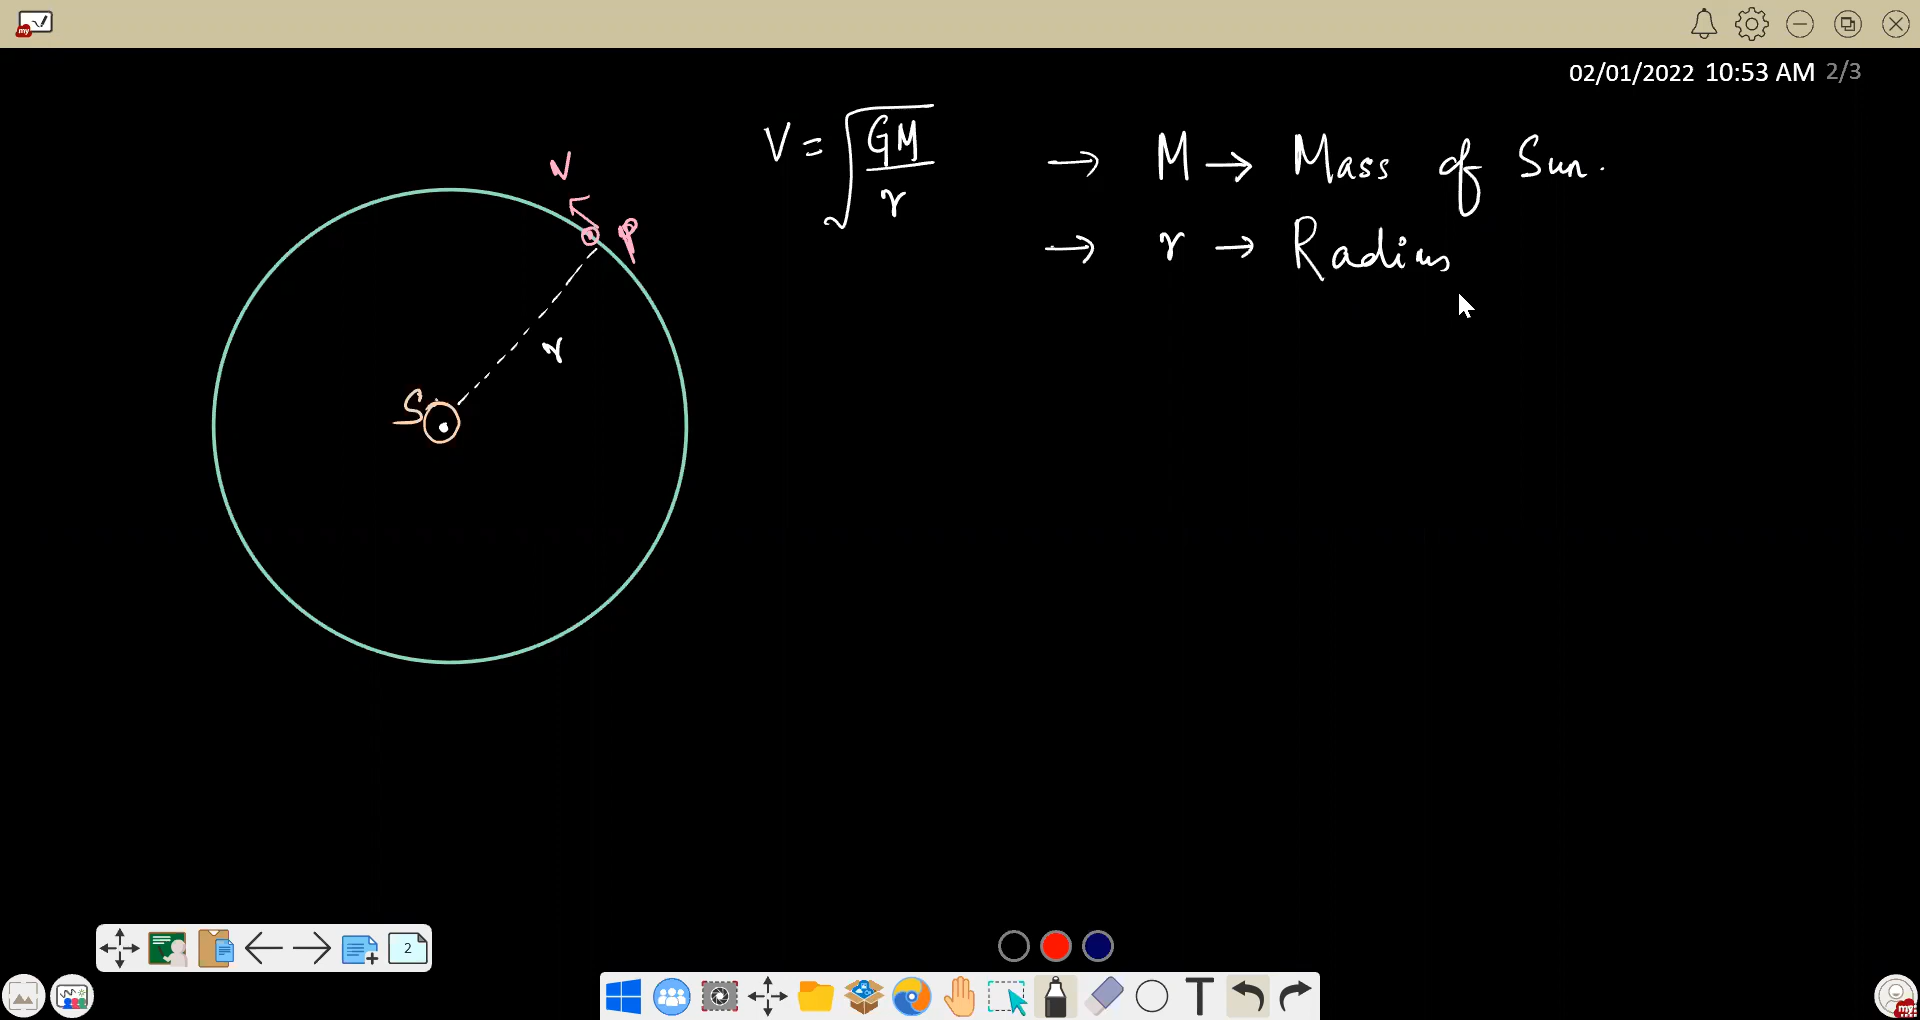 02/01/2022 10:53 AM 2/3
V = √(GM/r) → M → Mass of Sun.
→ r → Radius
V
P
r
S
2